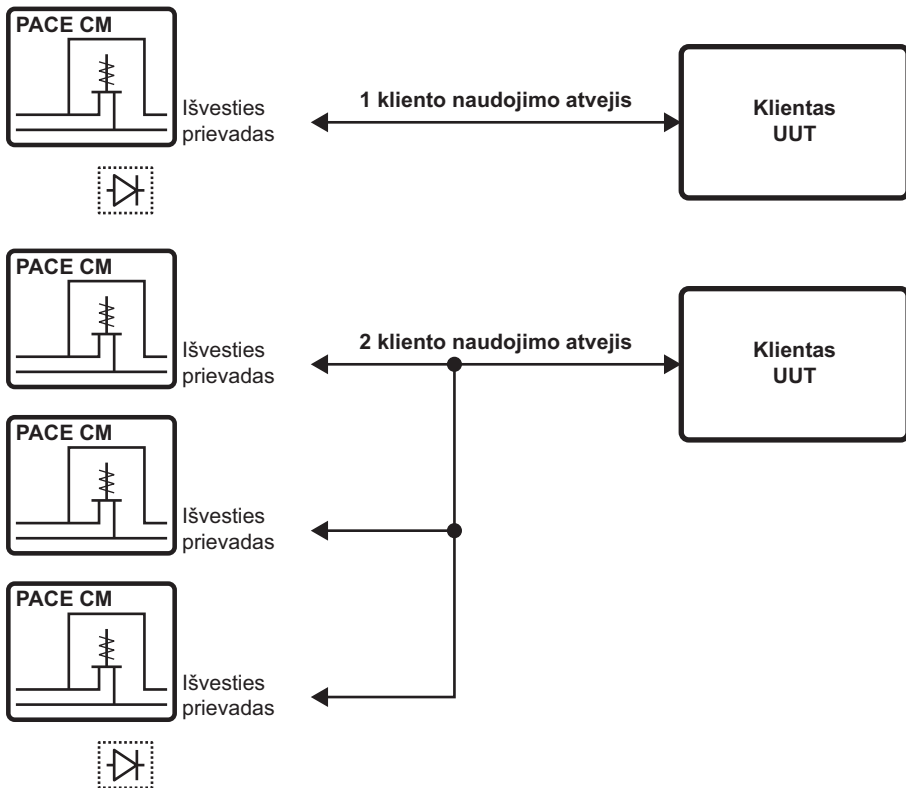 PACE CM
Išvesties
prievadas
1 kliento naudojimo atvejis
Klientas
UUT
PACE CM
Išvesties
prievadas
2 kliento naudojimo atvejis
Klientas
UUT
PACE CM
Išvesties
prievadas
PACE CM
Išvesties
prievadas